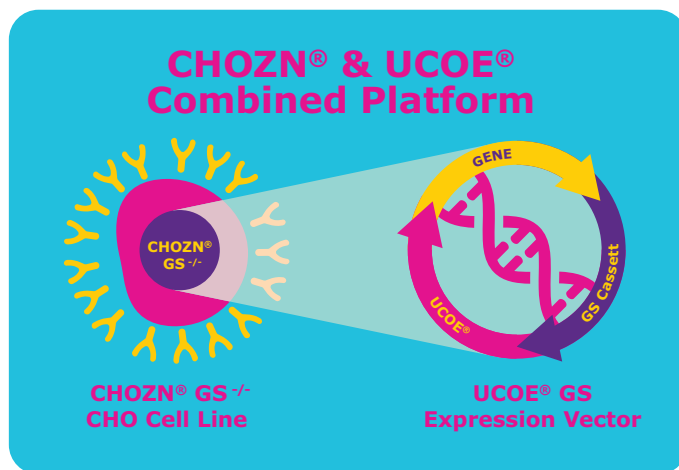 CHOZN® & UCOE®
Combined Platform
GENE
CHOZN®
GS -/-
GS Cassett
UCOE®
CHOZN® GS -/-
CHO Cell Line
UCOE® GS
Expression Vector